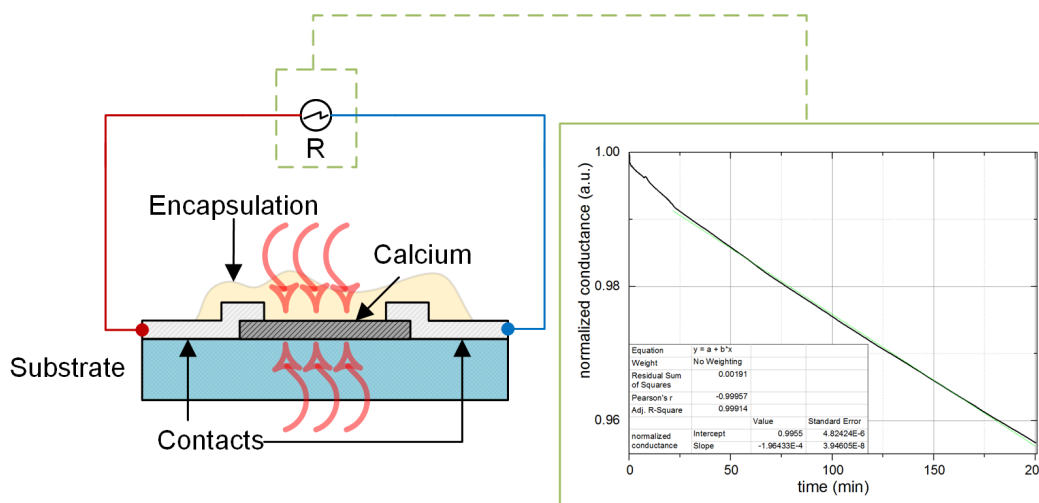 R
Encapsulation
Calcium
Substrate
Contacts
normalized conductance (a.u.)
1.00
0.98
0.96
0
50
100
150
200
time (min)
Equation y = a + b*x
Weight No Weighting
Residual Sum
of Squares 0.00191
Pearson's r -0.99957
Adj. R-Square 0.99914
Value Standard Error
normalized
conductance
Intercept 0.9955 4.82424E-6
Slope -1.96433E-4 3.94605E-8